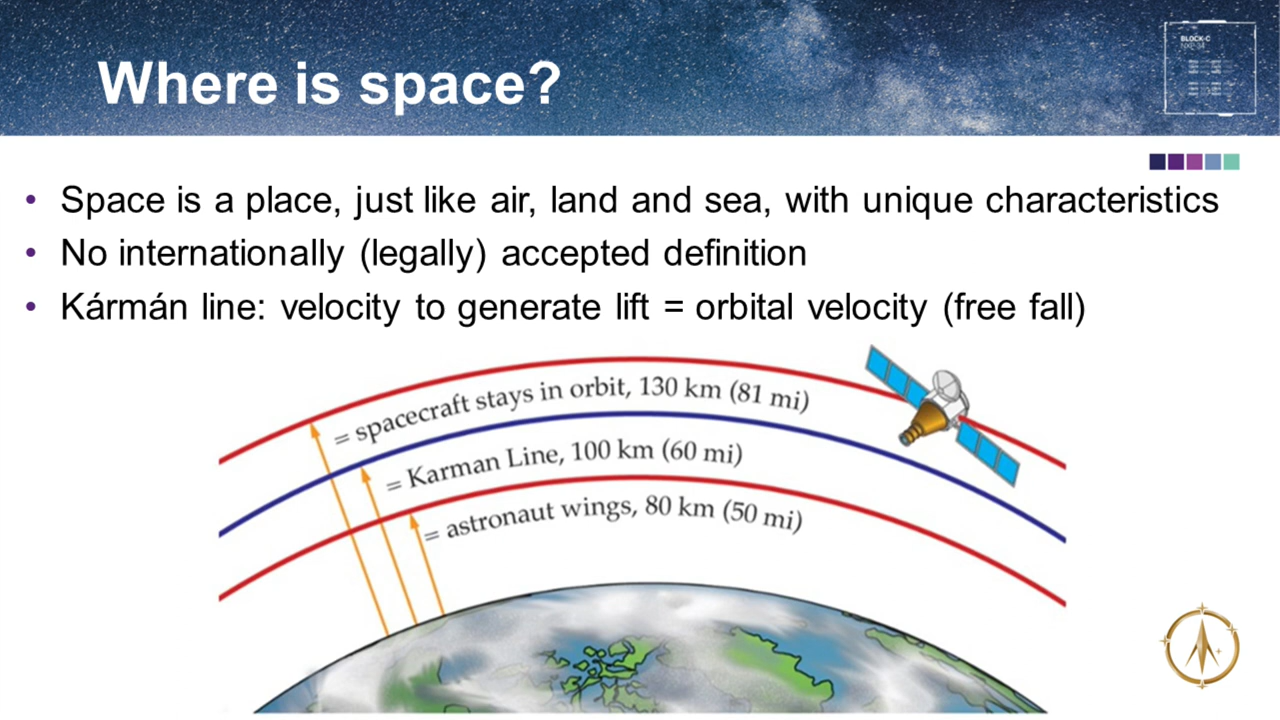 Where is space?
BLOCK-C
• Space is a place, just like air, land and sea, with unique characteristics
• No internationally (legally) accepted definition
• Kármán line: velocity to generate lift = orbital velocity (free fall)
= spacecraft stays in orbit, 130 km (81 mi)
= Karman Line, 100 km (60 mi)
= astronaut wings, 80 km (50 mi)